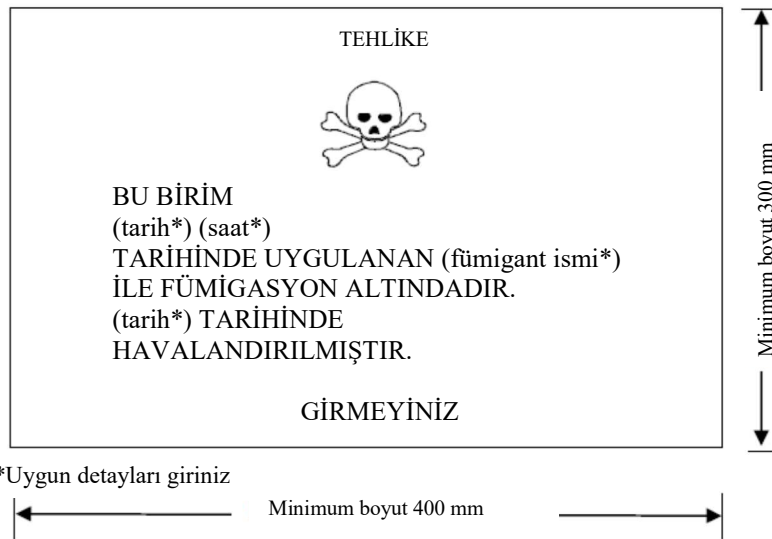 TEHLİKE
BU BİRİM
(tarih*) (saat*)
TARİHİNDE UYGULANAN (fümigant ismi*)
İLE FÜMİGASYON ALTINDADIR.
(tarih*) TARİHİNDE
HAVALANDIRILMIŞTIR.
GİRMEYİNİZ
Minimum boyut 300 mm
*Uygun detayları giriniz
Minimum boyut 400 mm